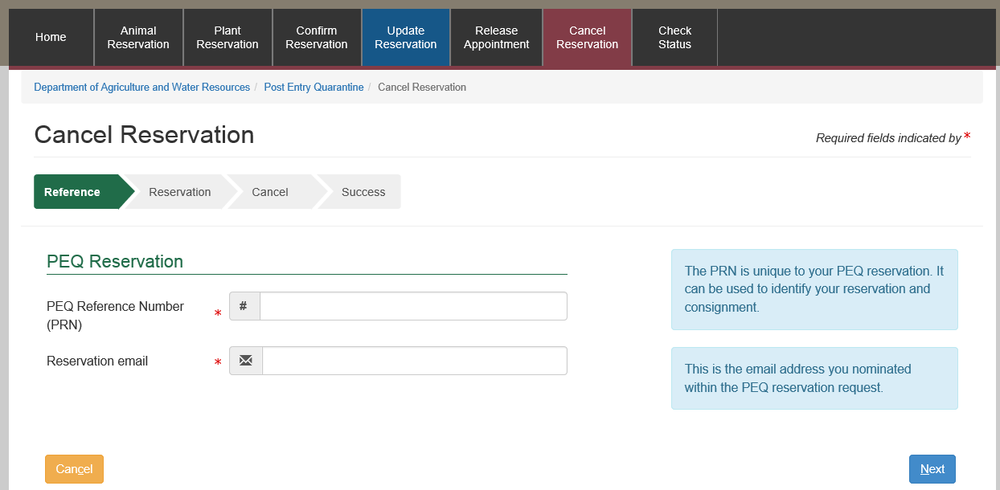 Home
Animal Reservation
Plant Reservation
Confirm Reservation
Update Reservation
Release Appointment
Cancel Reservation
Check Status
Department of Agriculture and Water Resources / Post Entry Quarantine / Cancel Reservation
Cancel Reservation
Required fields indicated by *
Reference
Reservation
Cancel
Success
PEQ Reservation
PEQ Reference Number
(PRN)
* #
The PRN is unique to your PEQ reservation. It
can be used to identify your reservation and
consignment.
Reservation email *
This is the email address you nominated
within the PEQ reservation request.
Cancel
Next